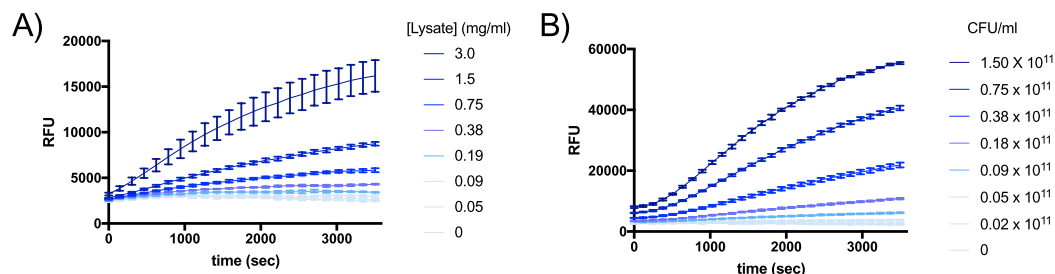 A)
RFU
20000
15000
10000
5000
0
0
1000
2000
3000
time (sec)
[Lysate] (mg/ml)
3.0
1.5
0.75
0.38
0.19
0.09
0.05
0
B)
RFU
60000
40000
20000
0
0
1000
2000
3000
time (sec)
CFU/ml
1.50 X 10¹¹
0.75 x 10¹¹
0.38 x 10¹¹
0.18 x 10¹¹
0.09 x 10¹¹
0.05 x 10¹¹
0.02 x 10¹¹
0